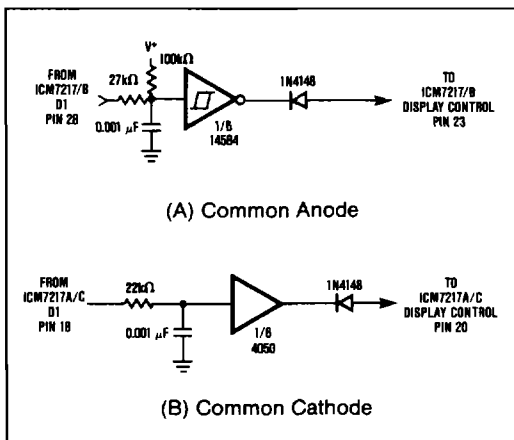 V+
100kΩ
FROM
ICM7217/B
D1
PIN 28
27kΩ
0.001 μF
1/6
14584
1N4148
TO
ICM7217/B
DISPLAY CONTROL
PIN 23
(A) Common Anode
FROM
ICM7217A/C
D1
PIN 18
22kΩ
0.001 μF
1/6
4050
1N4148
TO
ICM7217A/C
DISPLAY CONTROL
PIN 20
(B) Common Cathode